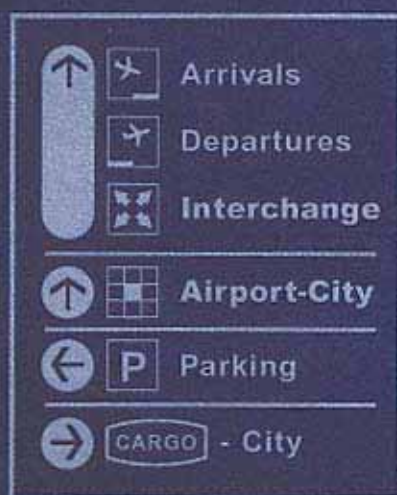 Arrivals
Departures
Interchange
Airport-City
P Parking
CARGO - City